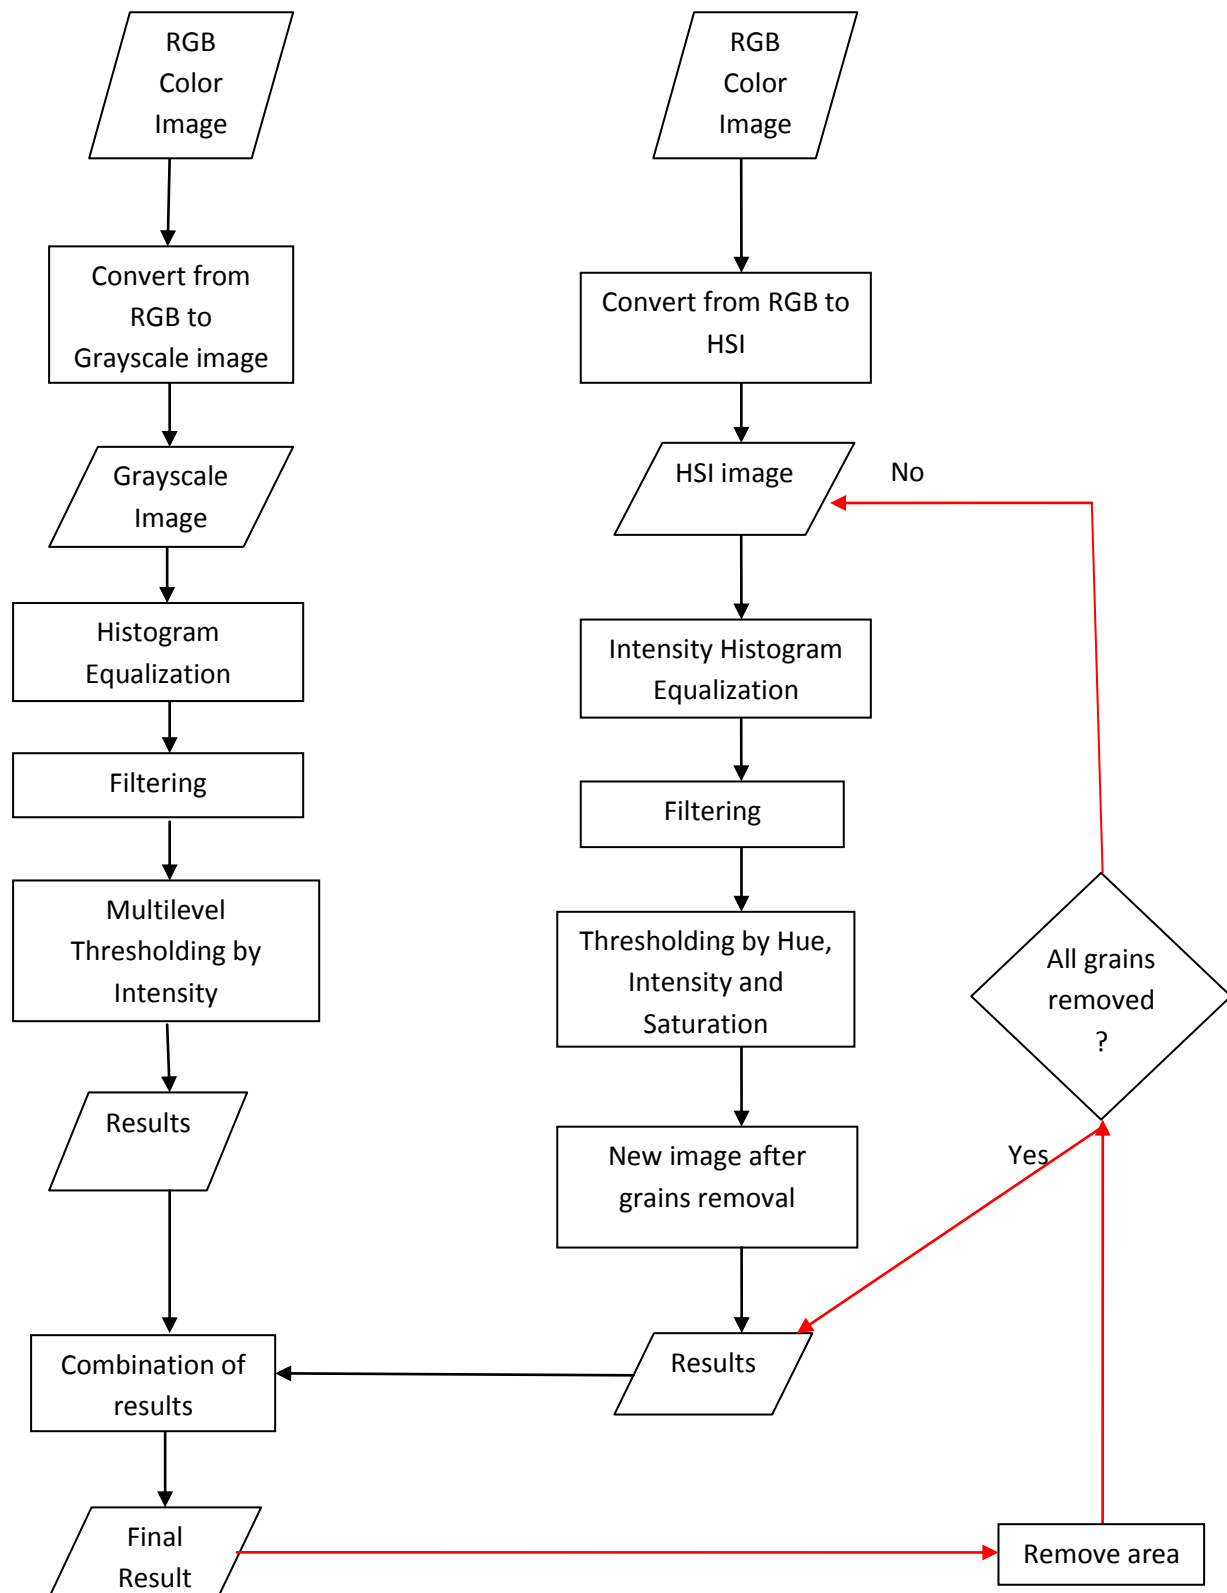 RGB
Color
Image
Convert from
RGB to
Grayscale image
Grayscale
Image
Histogram
Equalization
Filtering
Multilevel
Thresholding by
Intensity
Results
Combination of
results
Final
Result
RGB
Color
Image
Convert from RGB to
HSI
HSI image
No
Intensity Histogram
Equalization
Filtering
Thresholding by Hue,
Intensity and
Saturation
New image after
grains removal
Results
All grains
removed
?
Yes
Remove area